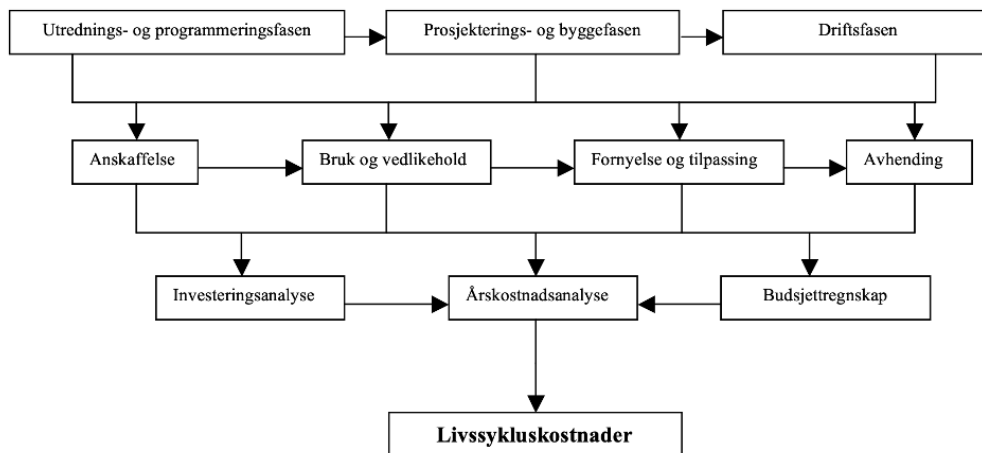 Utrednings- og programmeringsfasen
Prosjekterings- og byggefasen
Driftsfasen
Anskaffelse
Bruk og vedlikehold
Fornyelse og tilpassing
Avhending
Investeringsanalyse
Årskostnadsanalyse
Budsjettregnskap
Livssykluskostnader